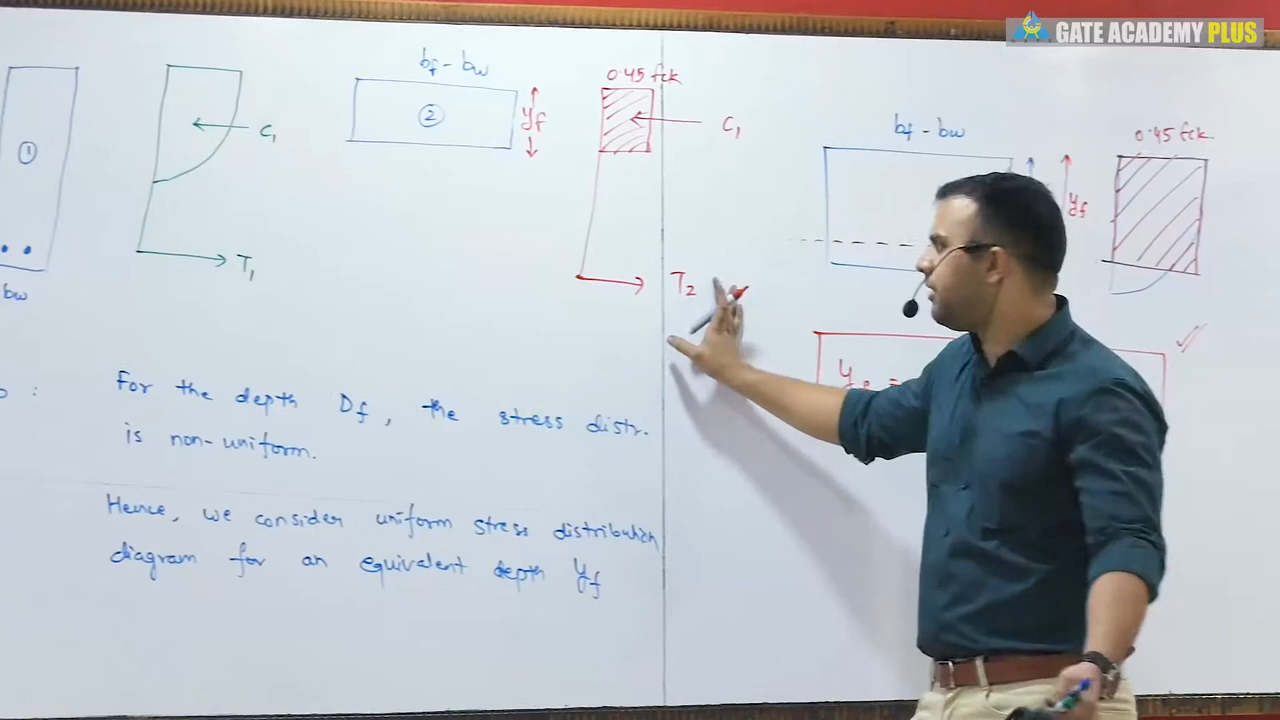 GATE ACADEMY PLUS
bf - bw
0.45 fck
①
C₁
②
yf
C₁
T₁
T₂
bw
bf - bw
0.45 fck
yf
For the depth Df, the stress distr.
is non-uniform.
Hence, we consider uniform stress distribution
diagram for an equivalent depth yf